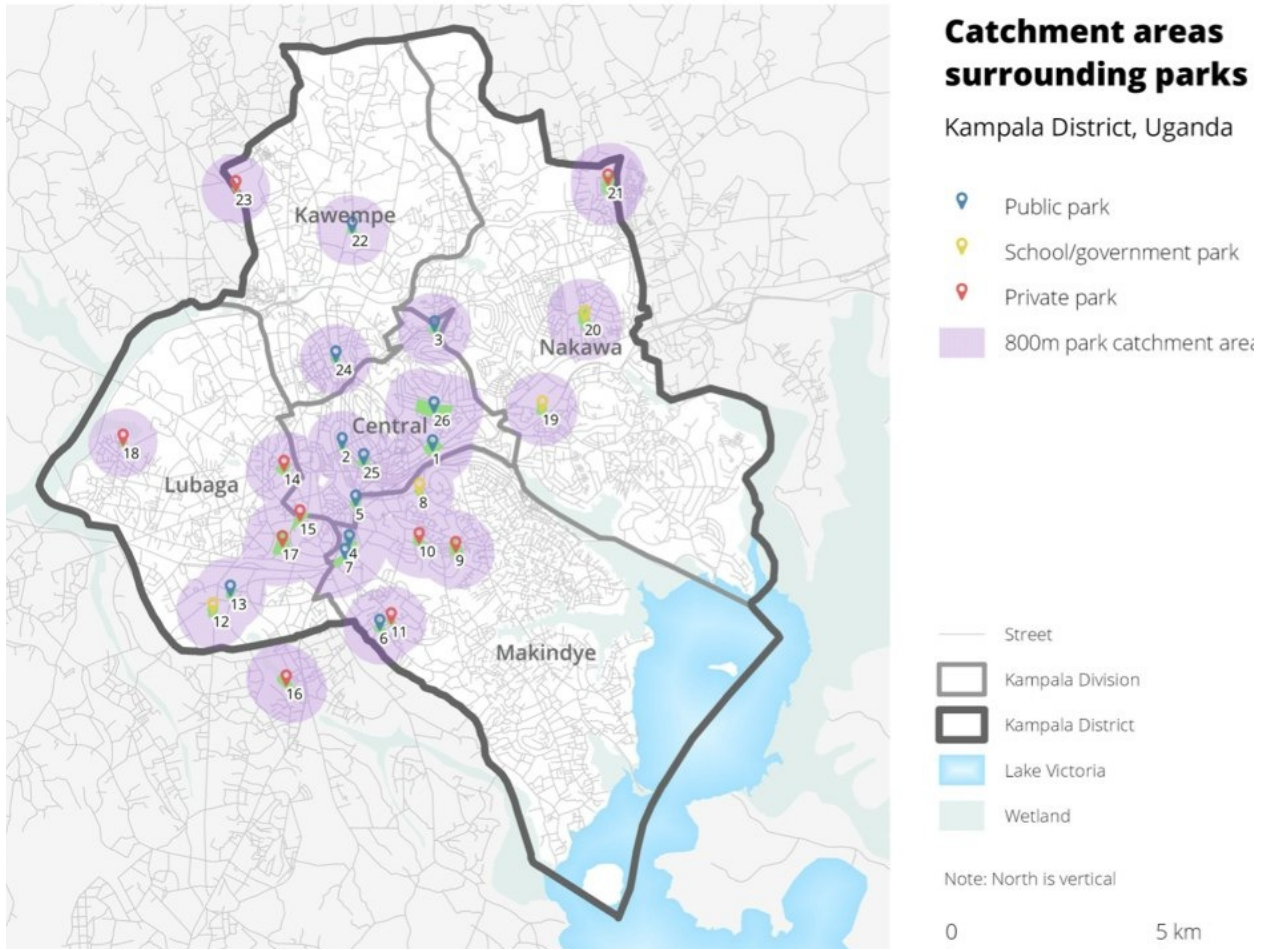 Catchment areas
surrounding parks
Kampala District, Uganda
Public park
School/government park
Private park
800m park catchment area
Street
Kampala Division
Kampala District
Lake Victoria
Wetland
Note: North is vertical
0 5 km
21
23
Kawempe
22
20
3
Nakawa
24
19
26
Central
18
2
1
25
14
Lubaga
8
5
15
10
4
17
9
7
13
12
11
6
Makindye
16